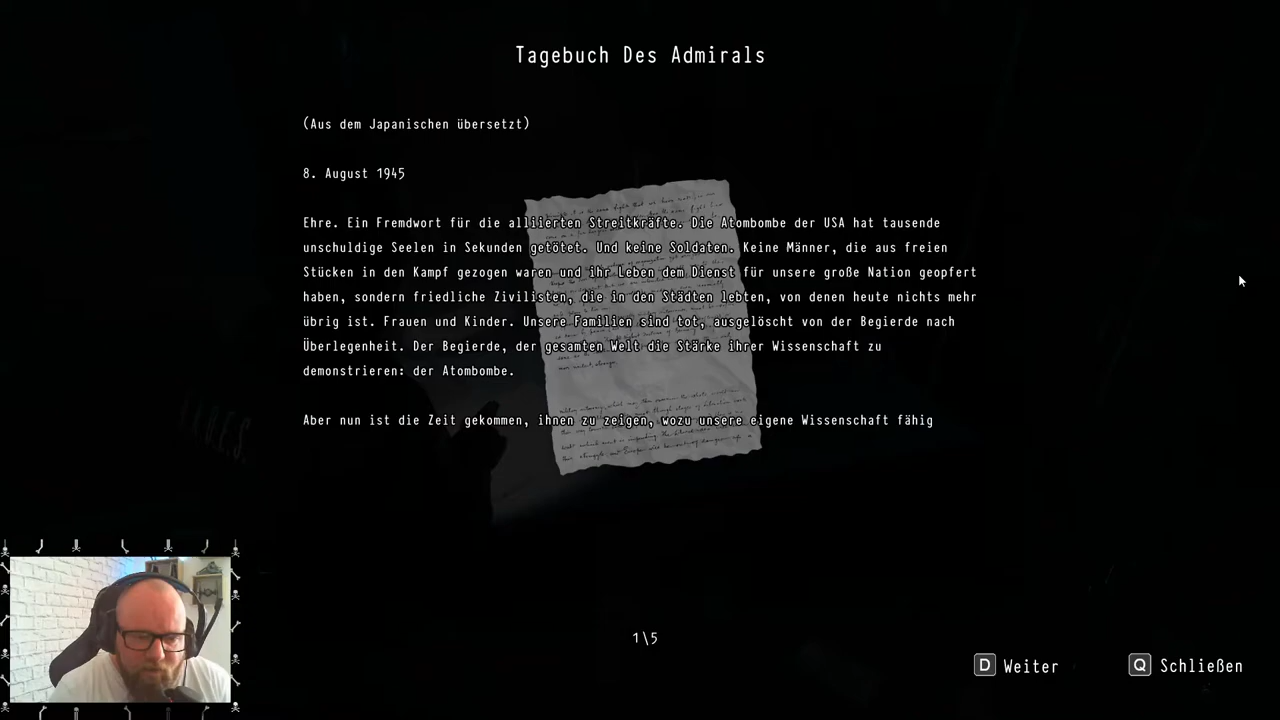 Tagebuch Des Admirals
(Aus dem Japanischen übersetzt)
8. August 1945
Ehre. Ein Fremdwort für die alliierten Streitkräfte. Die Atombombe der USA hat tausende
unschuldige Seelen in Sekunden getötet. Und keine Soldaten. Keine Männer, die aus freien
Stücken in den Kampf gezogen waren und ihr Leben dem Dienst für unsere große Nation geopfert
haben, sondern friedliche Zivilisten, die in den Städten lebten, von denen heute nichts mehr
übrig ist. Frauen und Kinder. Unsere Familien sind tot, ausgelöscht von der Begierde nach
Überlegenheit. Der Begierde, der gesamten Welt die Stärke ihrer Wissenschaft zu
demonstrieren: der Atombombe.
Aber nun ist die Zeit gekommen, ihnen zu zeigen, wozu unsere eigene Wissenschaft fähig
1\5
D Weiter
Q Schließen